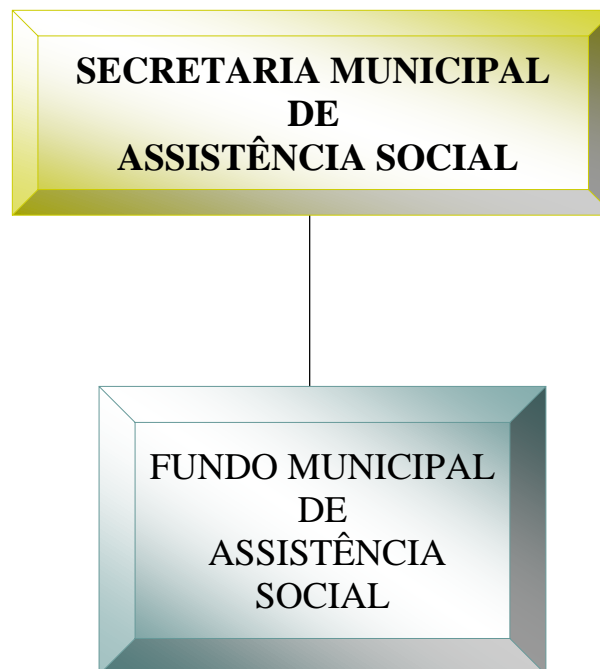 SECRETARIA MUNICIPAL
DE
ASSISTÊNCIA SOCIAL
FUNDO MUNICIPAL
DE
ASSISTÊNCIA
SOCIAL